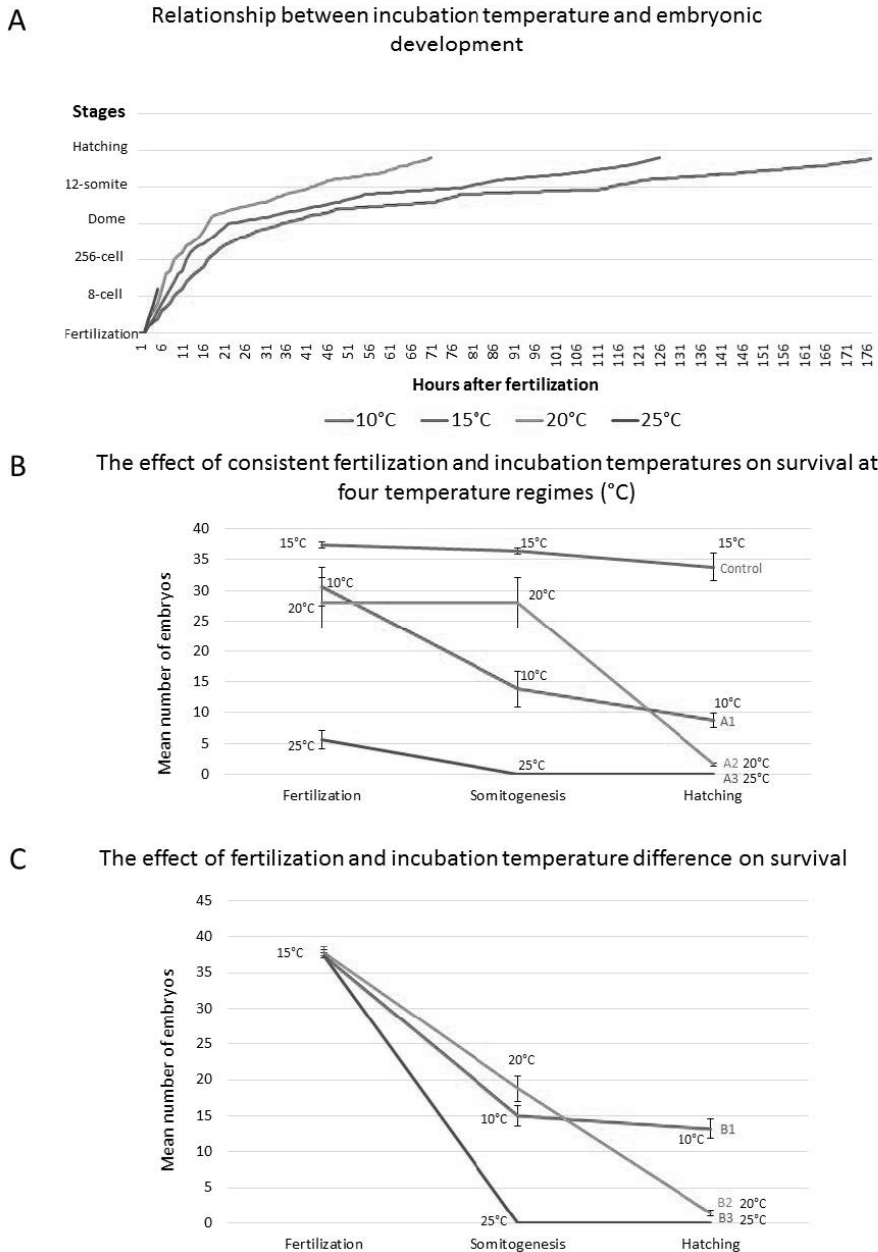 A
Relationship between incubation temperature and embryonic
development
Stages
Hatching
12-somite
Dome
256-cell
8-cell
Fertilization
1 6 11 16 21 26 31 36 41 46 51 56 61 66 71 76 81 86 91 96 101 106 111 116 121 126 131 136 141 146 151 156 161 166 171 176
Hours after fertilization
10°C 15°C 20°C 25°C
B
The effect of consistent fertilization and incubation temperatures on survival at
four temperature regimes (°C)
Mean number of embryos
40
35
30
25
20
15
10
5
0
15°C 15°C 15°C
Control
10°C
20°C 20°C
10°C 10°C
A1
25°C 25°C
A2 20°C
A3 25°C
Fertilization Somitogenesis Hatching
C
The effect of fertilization and incubation temperature difference on survival
Mean number of embryos
45
40
35
30
25
20
15
10
5
0
15°C
20°C
10°C 10°C B1
25°C
B2 20°C
B3 25°C
Fertilization Somitogenesis Hatching